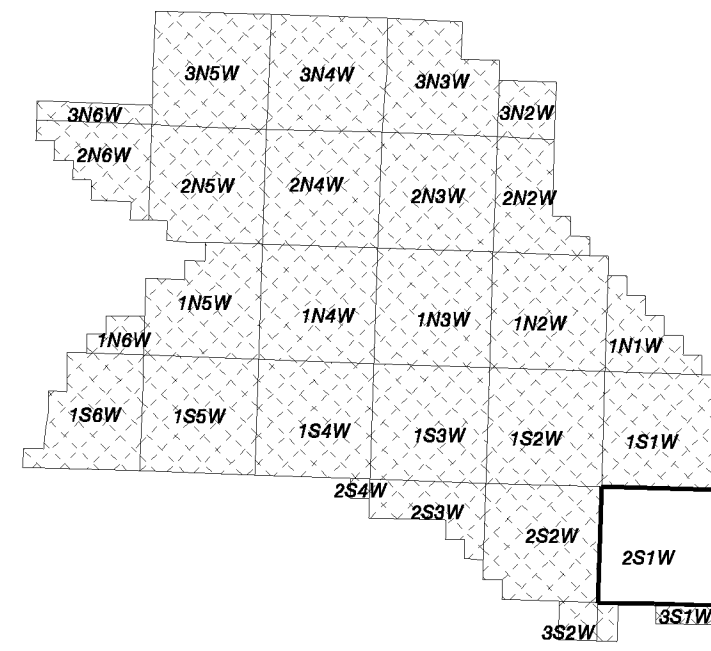 3N5W 3N4W 3N3W
3N6W 3N2W
2N6W 2N5W 2N4W 2N3W 2N2W
1N5W 1N4W 1N3W 1N2W
1N6W 1N1W
1S6W 1S5W 1S4W 1S3W 1S2W 1S1W
2S4W 2S3W
2S2W 2S1W
3S2W 3S1W